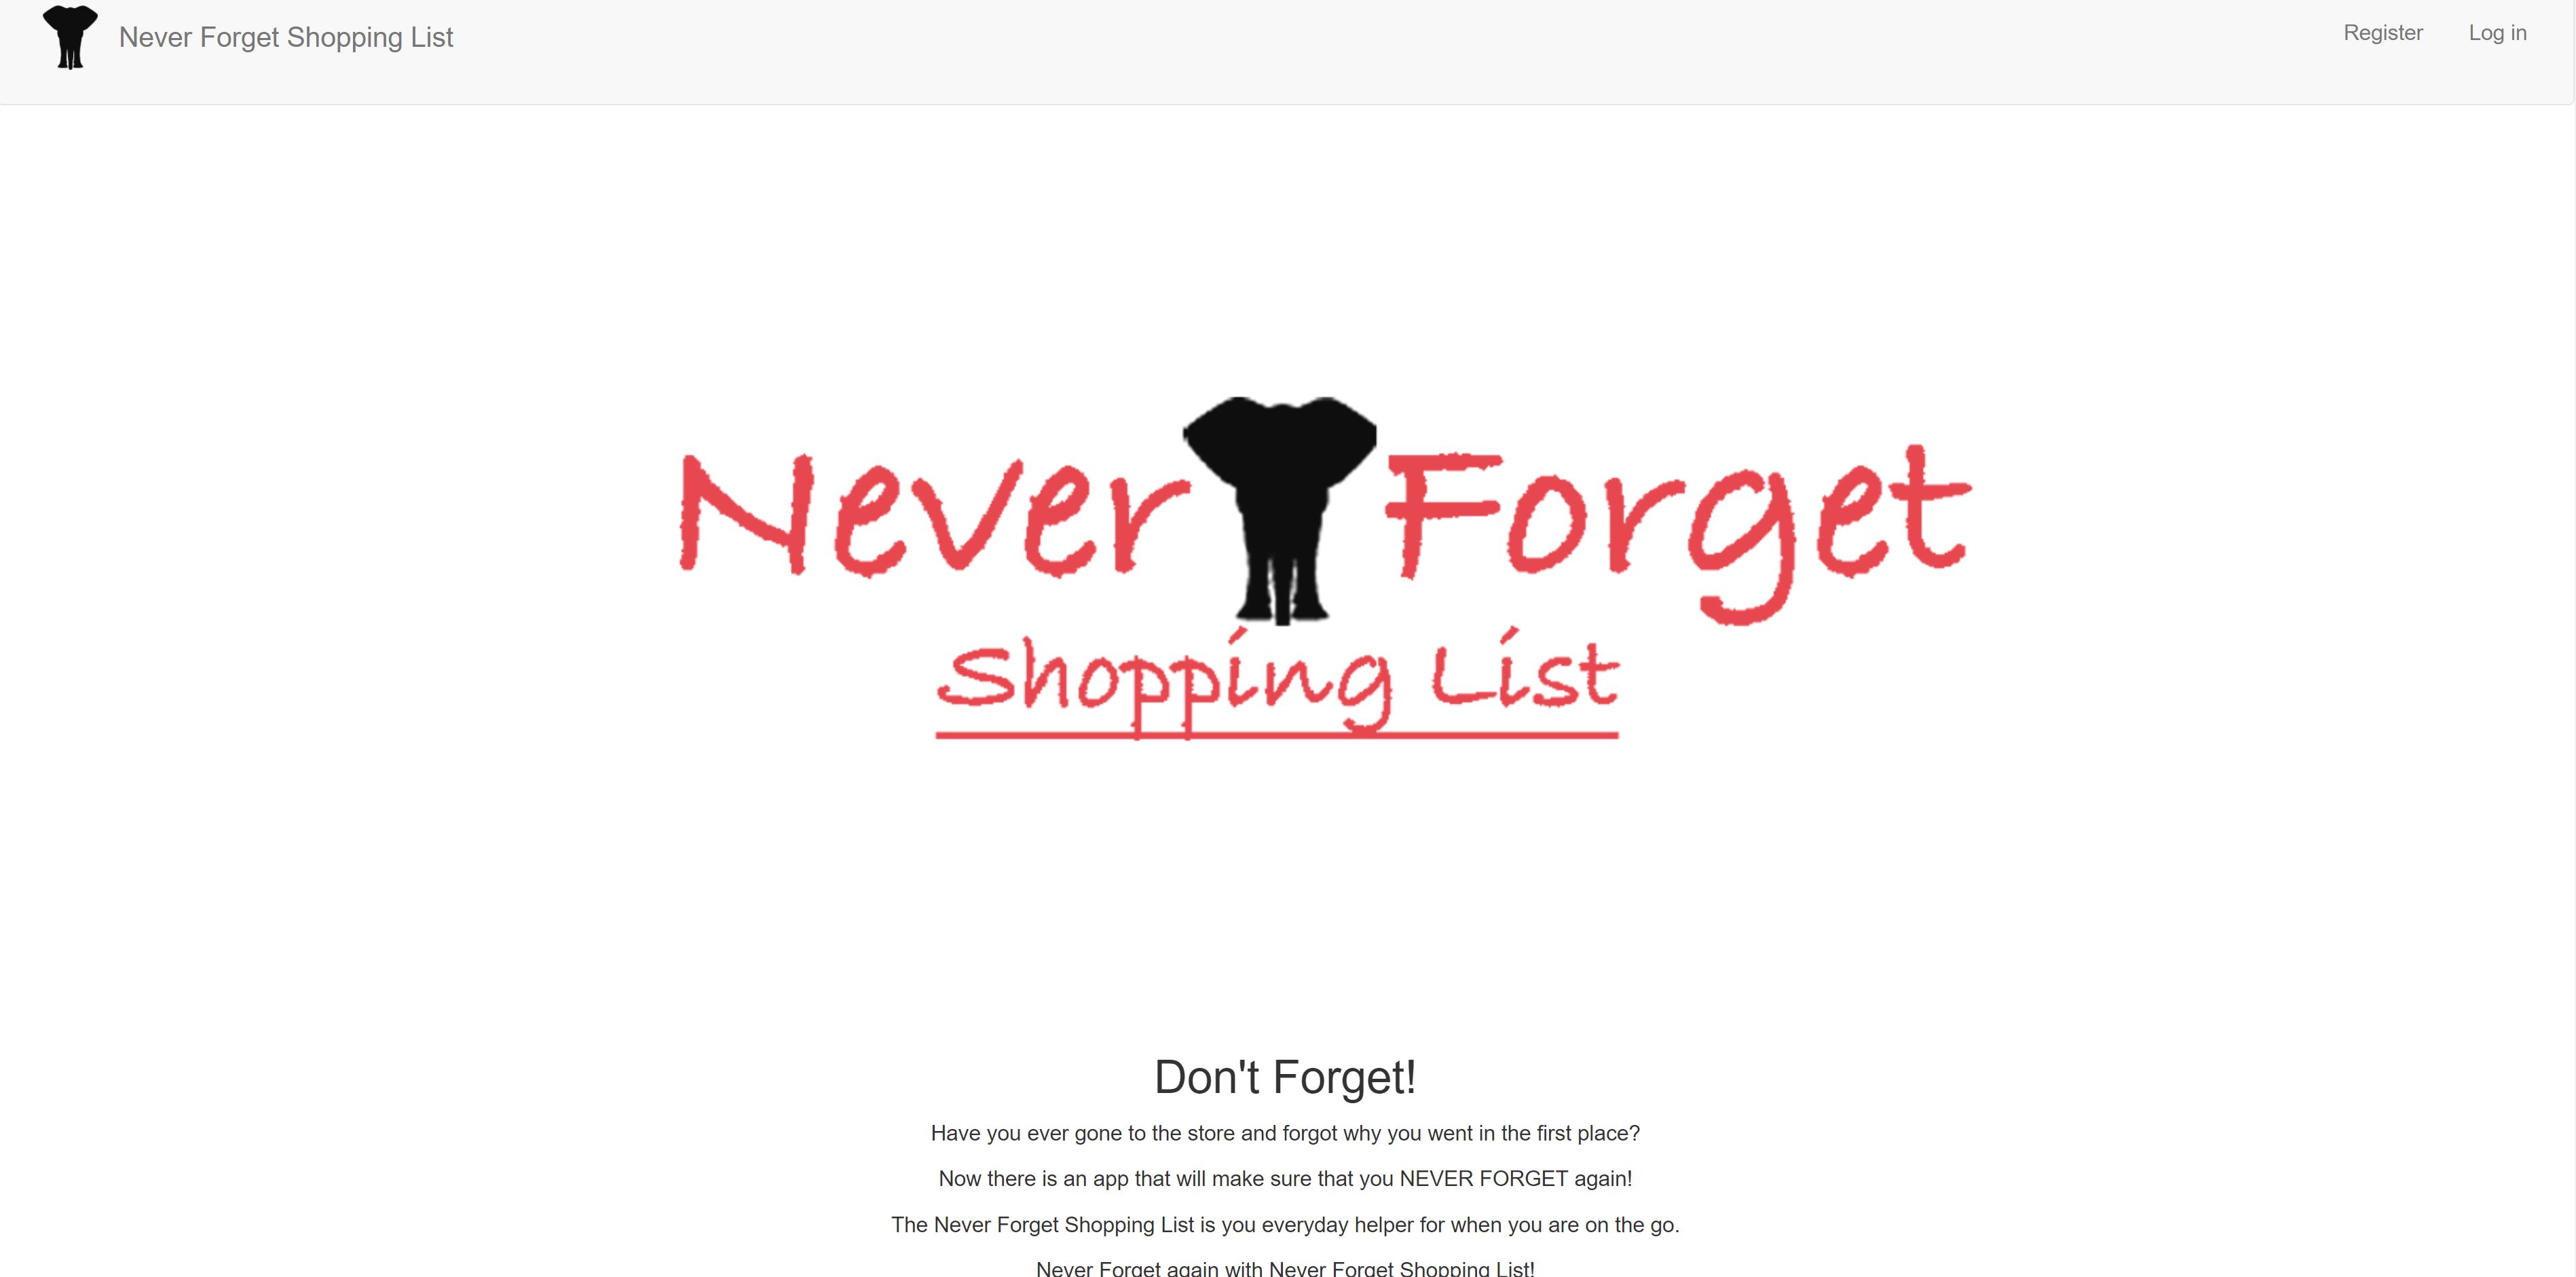 Never Forget Shopping List
Register
Log in
Never Forget
Shopping List
Don't Forget!
Have you ever gone to the store and forgot why you went in the first place?
Now there is an app that will make sure that you NEVER FORGET again!
The Never Forget Shopping List is you everyday helper for when you are on the go.
Never Forget again with Never Forget Shopping List!